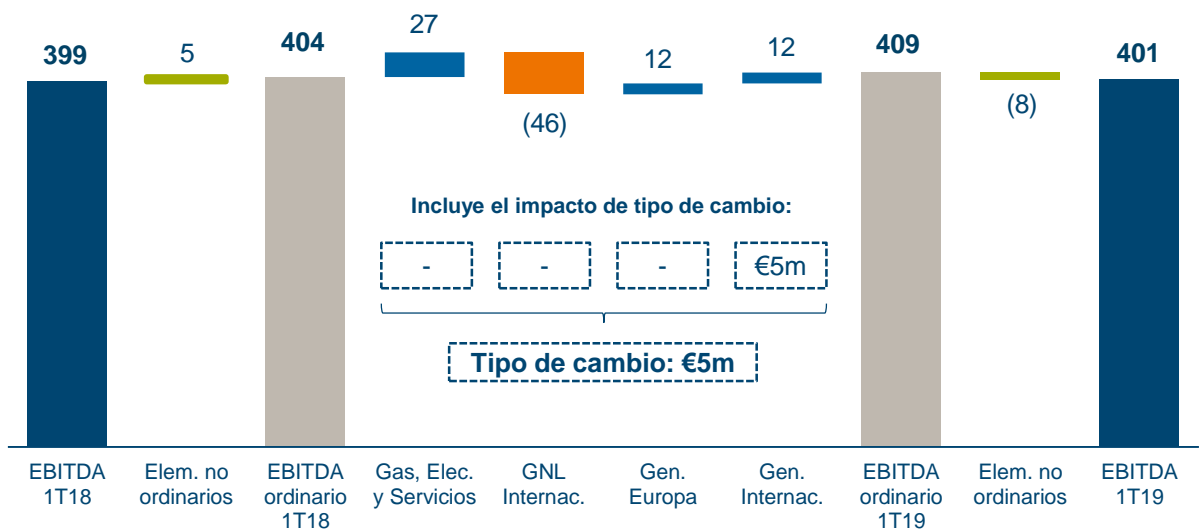 399
5
404
27
(46)
12
12
409
(8)
401
Incluye el impacto de tipo de cambio:
-
-
-
€5m
Tipo de cambio: €5m
EBITDA
1T18
Elem. no
ordinarios
EBITDA
ordinario
1T18
Gas, Elec.
y Servicios
GNL
Internac.
Gen.
Europa
Gen.
Internac.
EBITDA
ordinario
1T19
Elem. no
ordinarios
EBITDA
1T19